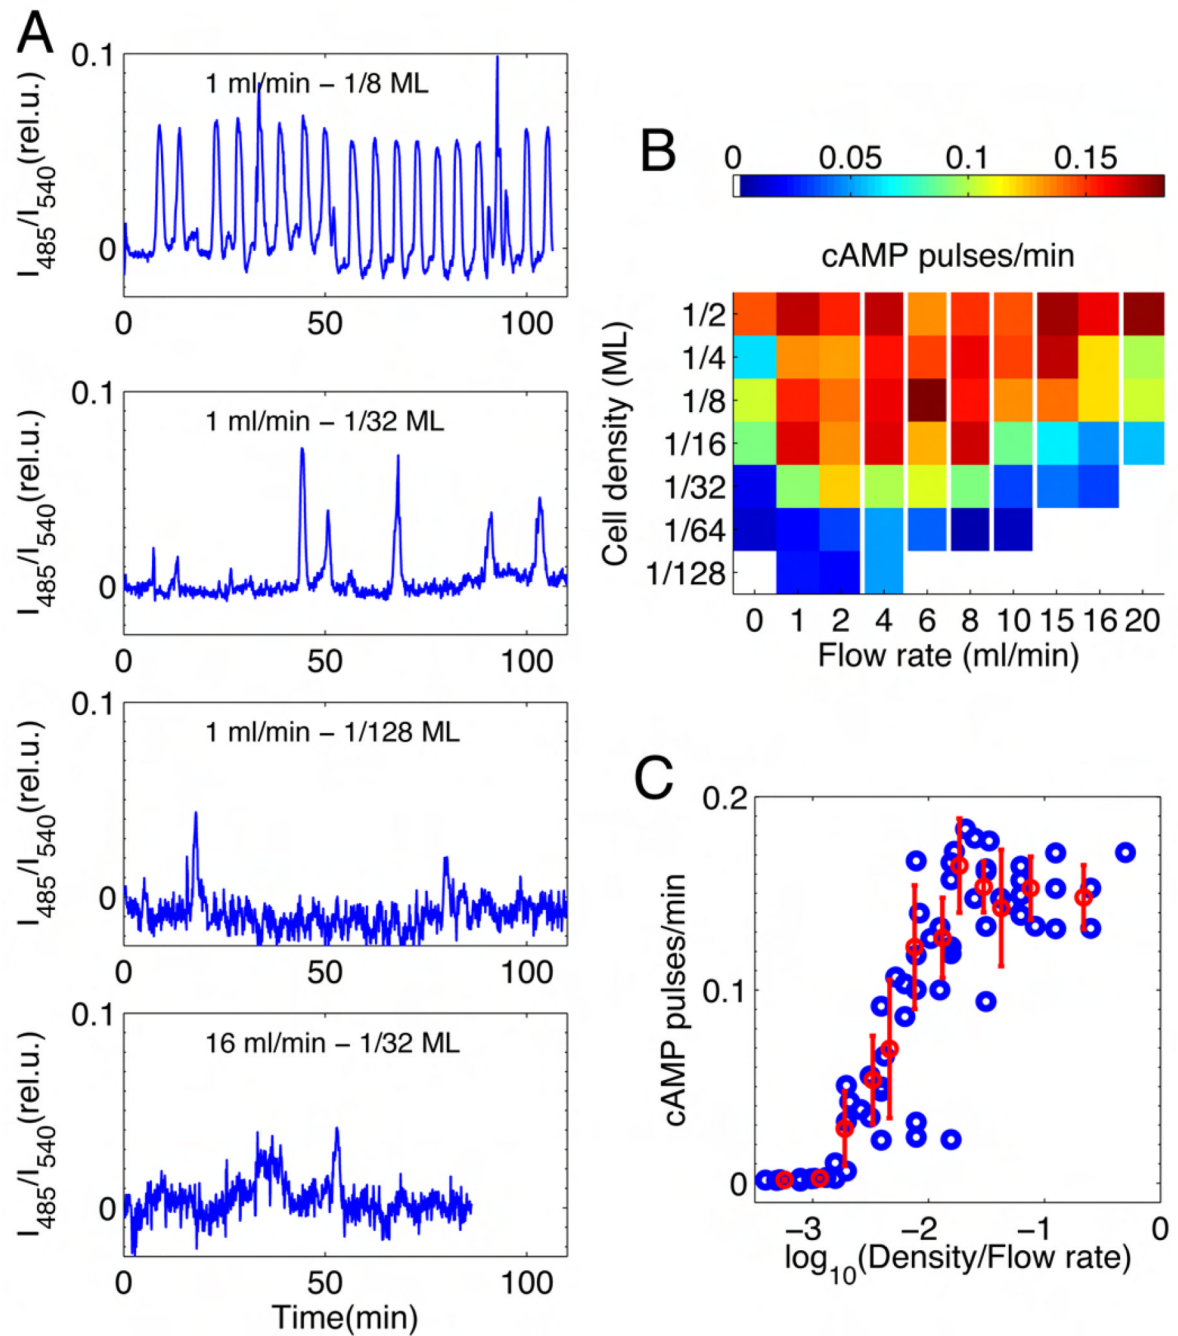 A
0.1
0
I485/I540(rel.u.)
1 ml/min – 1/8 ML
0 50 100
0.1
0
I485/I540(rel.u.)
1 ml/min – 1/32 ML
0 50 100
0.1
0
I485/I540(rel.u.)
1 ml/min – 1/128 ML
0 50 100
0.1
0
I485/I540(rel.u.)
16 ml/min – 1/32 ML
0 50 100
Time(min)
B
0 0.05 0.1 0.15
cAMP pulses/min
Cell density (ML)
1/2
1/4
1/8
1/16
1/32
1/64
1/128
0 1 2 4 6 8 10 15 16 20
Flow rate (ml/min)
C
0.2
0.1
0
cAMP pulses/min
−3 −2 −1 0
log10(Density/Flow rate)